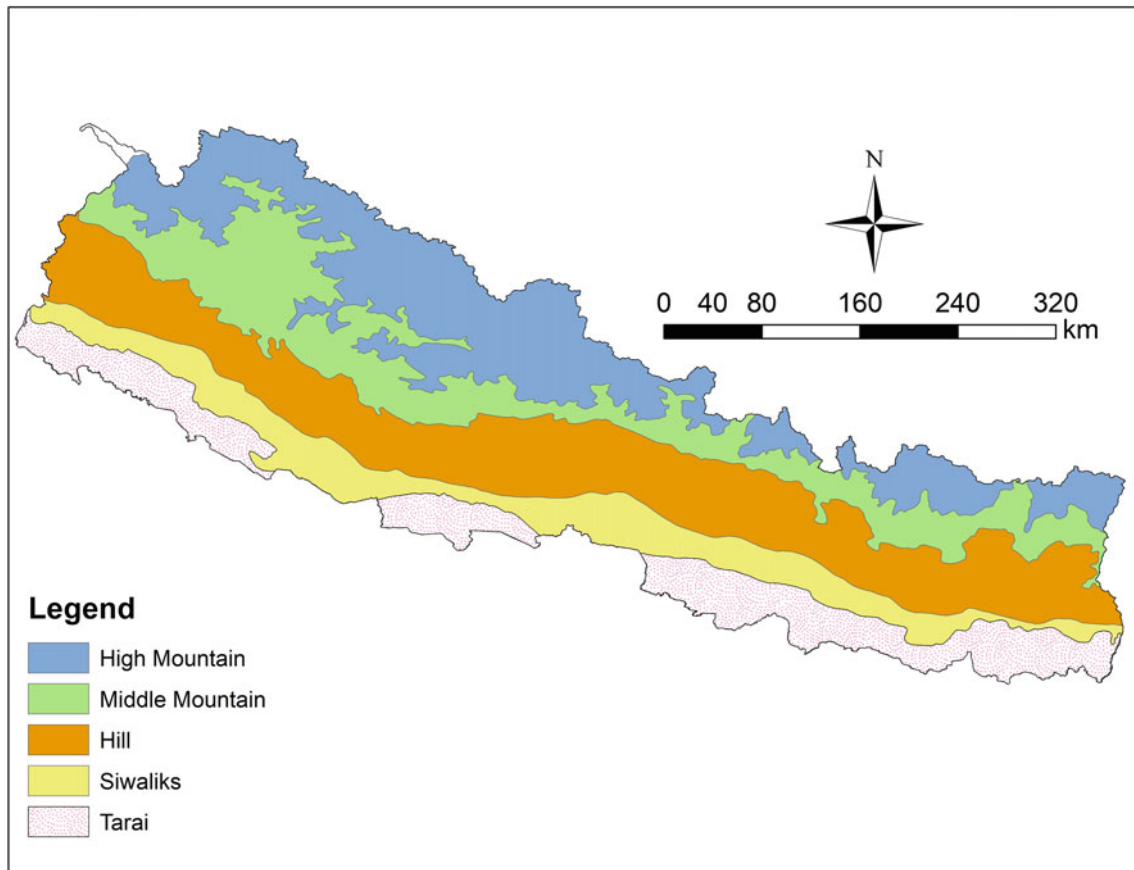 N
0 40 80 160 240 320
km
Legend
High Mountain
Middle Mountain
Hill
Siwaliks
Tarai